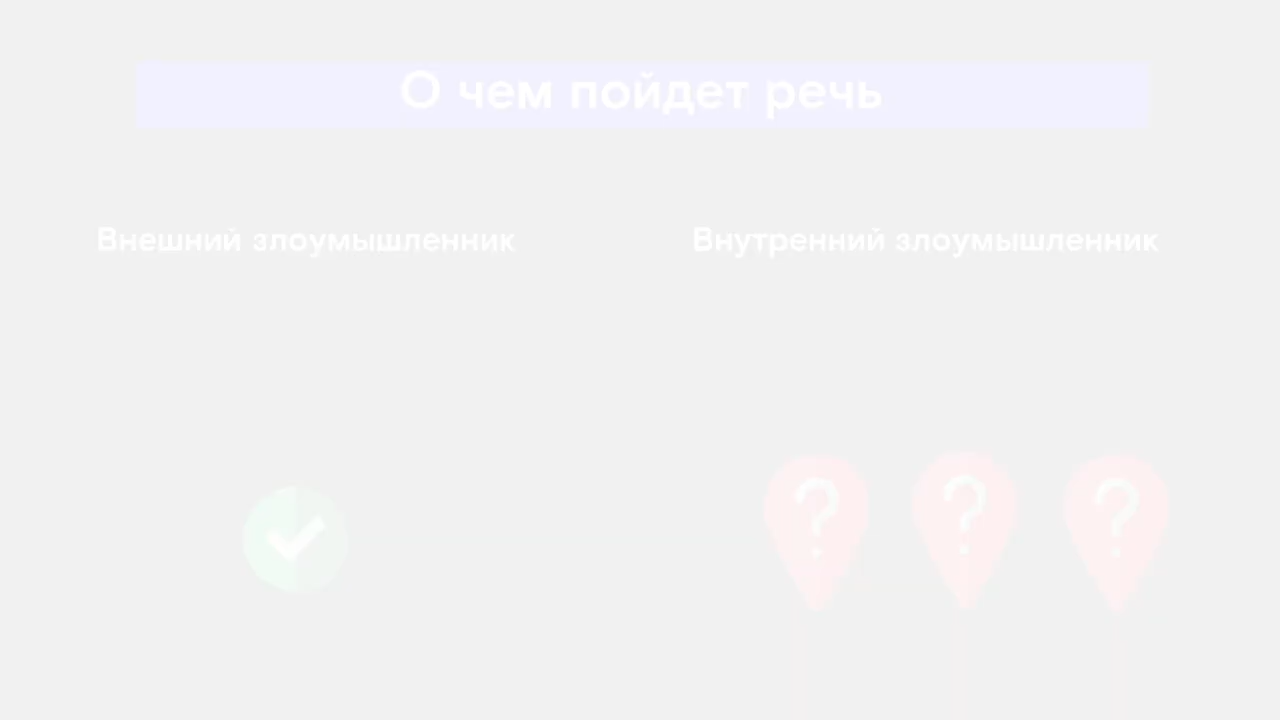 О чем пойдет речь
Внешний злоумышленник
Внутренний злоумышленник
? ? ?